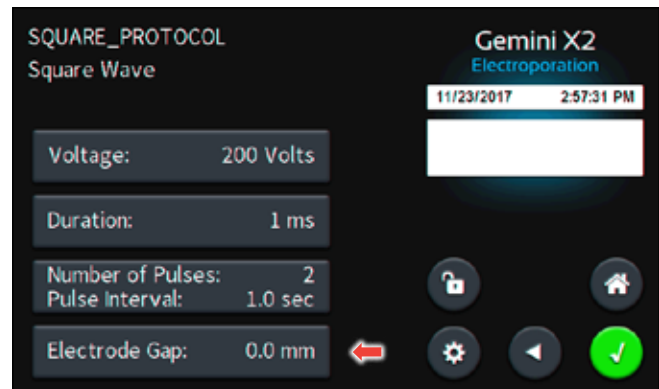 SQUARE_PROTOCOL
Square Wave
Gemini X2
Electroporation
11/23/2017 2:57:31 PM
Voltage: 200 Volts
Duration: 1 ms
Number of Pulses: 2
Pulse Interval: 1.0 sec
Electrode Gap: 0.0 mm